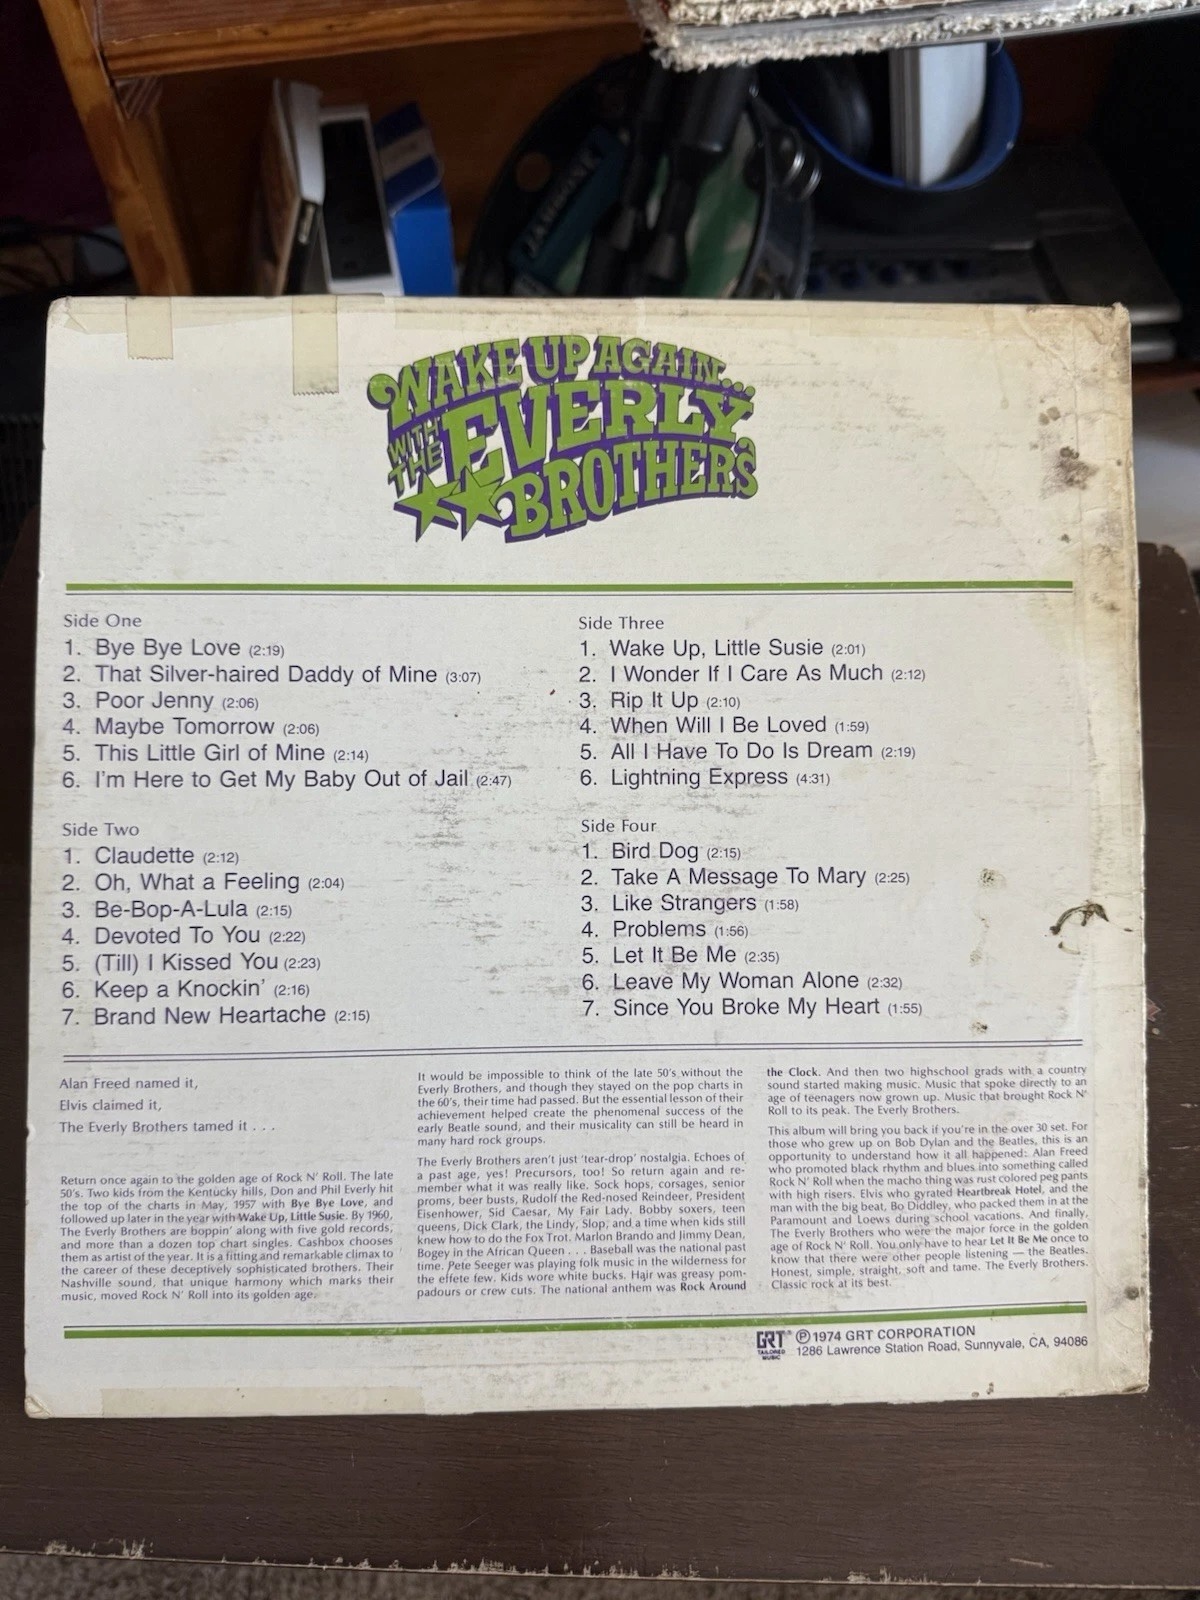 JAWBONE
WAKE UP AGAIN...
WITH THE EVERLY
BROTHERS
Side One
1. Bye Bye Love (2:19)
2. That Silver-haired Daddy of Mine (3:07)
3. Poor Jenny (2:06)
4. Maybe Tomorrow (2:06)
5. This Little Girl of Mine (2:14)
6. I'm Here to Get My Baby Out of Jail (2:47)
Side Two
1. Claudette (2:12)
2. Oh, What a Feeling (2:04)
3. Be-Bop-A-Lula (2:15)
4. Devoted To You (2:22)
5. (Till) I Kissed You (2:23)
6. Keep a Knockin' (2:16)
7. Brand New Heartache (2:15)
Side Three
1. Wake Up, Little Susie (2:01)
2. I Wonder If I Care As Much (2:12)
3. Rip It Up (2:10)
4. When Will I Be Loved (1:59)
5. All I Have To Do Is Dream (2:19)
6. Lightning Express (4:31)
Side Four
1. Bird Dog (2:15)
2. Take A Message To Mary (2:25)
3. Like Strangers (1:58)
4. Problems (1:56)
5. Let It Be Me (2:35)
6. Leave My Woman Alone (2:32)
7. Since You Broke My Heart (1:55)
Alan Freed named it,
Elvis claimed it,
The Everly Brothers tamed it . . .
Return once again to the golden age of Rock N' Roll. The late
50's. Two kids from the Kentucky hills, Don and Phil Everly hit
the top of the charts in May, 1957 with Bye Bye Love, and
followed up later in the year with Wake Up, Little Susie. By 1960,
The Everly Brothers are boppin' along with five gold records,
and more than a dozen top chart singles. Cashbox chooses
them as artist of the year. It is a fitting and remarkable climax to
the career of these deceptively sophisticated brothers. Their
Nashville sound, that unique harmony which marks their
music, moved Rock N' Roll into its golden age.
It would be impossible to think of the late 50's without the
Everly Brothers, and though they stayed on the pop charts in
the 60's, their time had passed. But the essential lesson of their
achievement helped create the phenomenal success of the
early Beatle sound, and their musicality can still be heard in
many hard rock groups.
The Everly Brothers aren't just 'tear-drop' nostalgia. Echoes of
a past age, yes! Precursors, too! So return again and re-
member what it was really like. Sock hops, corsages, senior
proms, beer busts, Rudolf the Red-nosed Reindeer, President
Eisenhower, Sid Caesar, My Fair Lady. Bobby soxers, teen
queens, Dick Clark, the Lindy, Slop, and a time when kids still
knew how to do the Fox Trot. Marlon Brando and Jimmy Dean,
Bogey in the African Queen . . . Baseball was the national past
time. Pete Seeger was playing folk music in the wilderness for
the effete few. Kids wore white bucks. Hair was greasy pom-
padours or crew cuts. The national anthem was Rock Around
the Clock. And then two highschool grads with a country
sound started making music. Music that spoke directly to an
age of teenagers now grown up. Music that brought Rock N'
Roll to its peak. The Everly Brothers.
This album will bring you back if you're in the over 30 set. For
those who grew up on Bob Dylan and the Beatles, this is an
opportunity to understand how it all happened: Alan Freed
who promoted black rhythm and blues into something called
Rock N' Roll when the macho thing was rust colored peg pants
with high risers. Elvis who gyrated Heartbreak Hotel, and the
man with the big beat, Bo Diddley, who packed them in at the
Paramount and Loews during school vacations. And finally,
The Everly Brothers who were the major force in the golden
age of Rock N' Roll. You only have to hear Let It Be Me once to
know that there were other people listening — the Beatles.
Honest, simple, straight, soft and tame. The Everly Brothers.
Classic rock at its best.
GRT
TAILORED
MUSIC
℗ 1974 GRT CORPORATION
1286 Lawrence Station Road, Sunnyvale, CA, 94086